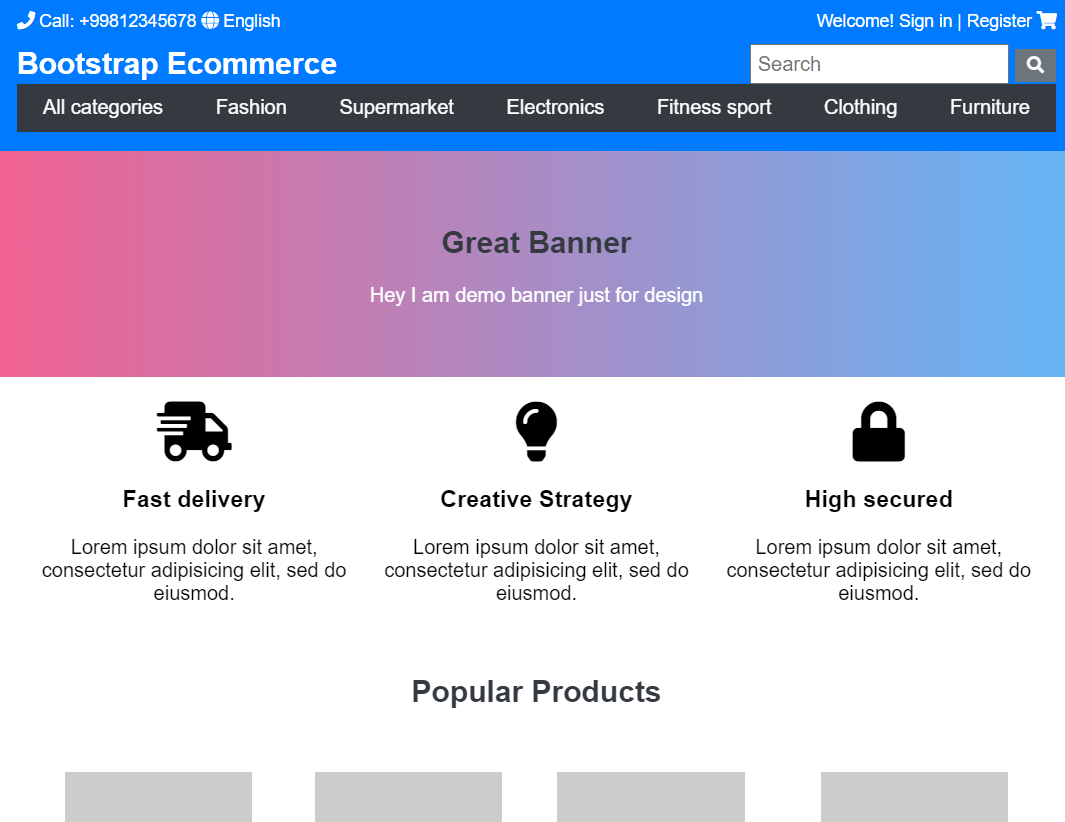 Call: +99812345678 English
Welcome! Sign in | Register
Bootstrap Ecommerce
Search
All categories Fashion Supermarket Electronics Fitness sport Clothing Furniture
Great Banner
Hey I am demo banner just for design
Fast delivery
Lorem ipsum dolor sit amet,
consectetur adipisicing elit, sed do
eiusmod.
Creative Strategy
Lorem ipsum dolor sit amet,
consectetur adipisicing elit, sed do
eiusmod.
High secured
Lorem ipsum dolor sit amet,
consectetur adipisicing elit, sed do
eiusmod.
Popular Products